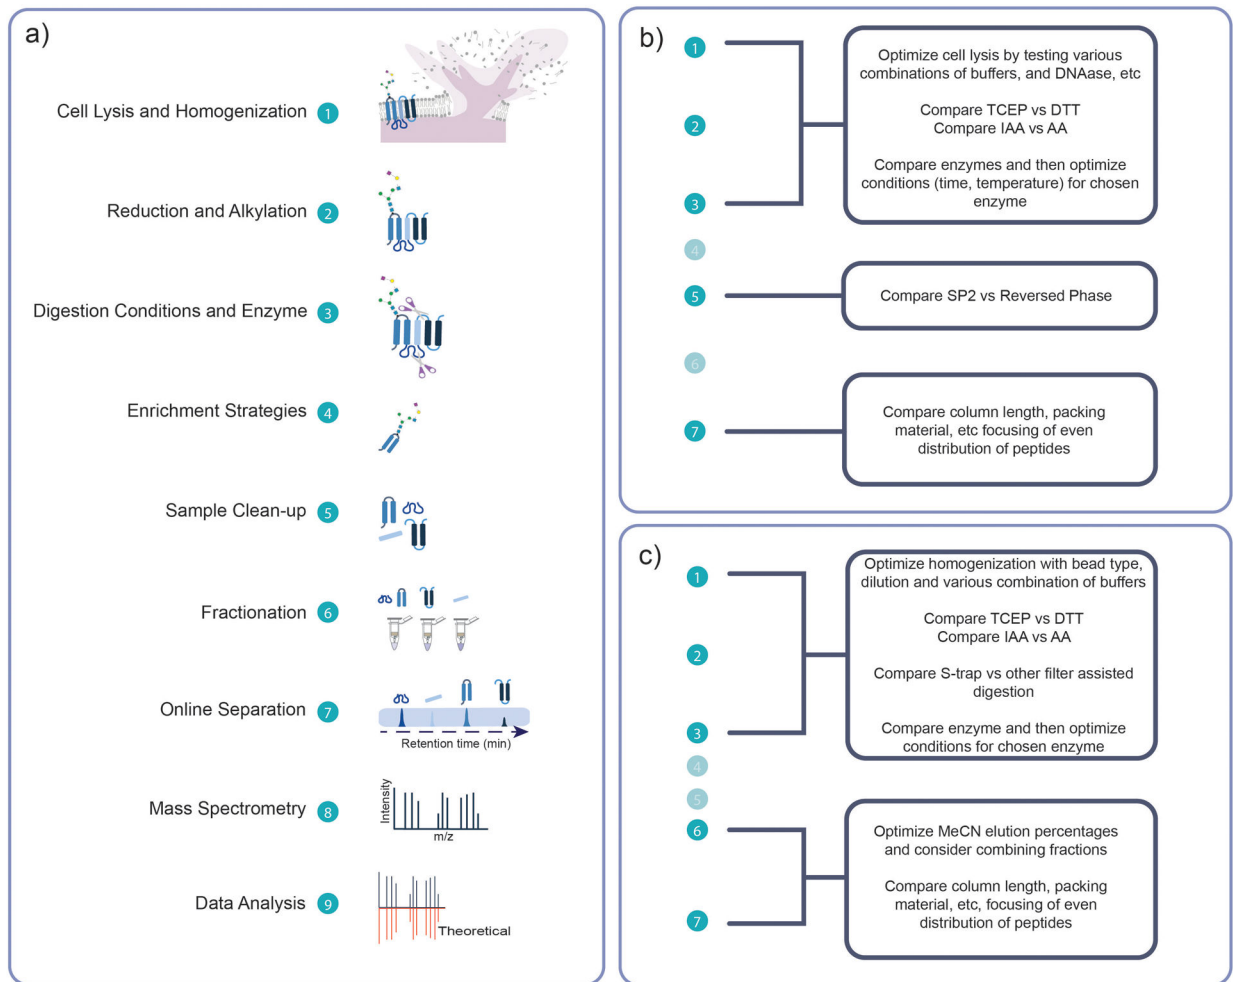 a)
Cell Lysis and Homogenization 1
Reduction and Alkylation 2
Digestion Conditions and Enzyme 3
Enrichment Strategies 4
Sample Clean-up 5
Fractionation 6
Online Separation 7
Retention time (min)
Mass Spectrometry 8
Intensity
m/z
Data Analysis 9
Theoretical
b)
1
2
3
4
5
6
7
Optimize cell lysis by testing various
combinations of buffers, and DNAase, etc
Compare TCEP vs DTT
Compare IAA vs AA
Compare enzymes and then optimize
conditions (time, temperature) for chosen
enzyme
Compare SP2 vs Reversed Phase
Compare column length, packing
material, etc focusing of even
distribution of peptides
c)
1
2
3
4
5
6
7
Optimize homogenization with bead type,
dilution and various combination of buffers
Compare TCEP vs DTT
Compare IAA vs AA
Compare S-trap vs other filter assisted
digestion
Compare enzyme and then optimize
conditions for chosen enzyme
Optimize MeCN elution percentages
and consider combining fractions
Compare column length, packing
material, etc, focusing of even
distribution of peptides